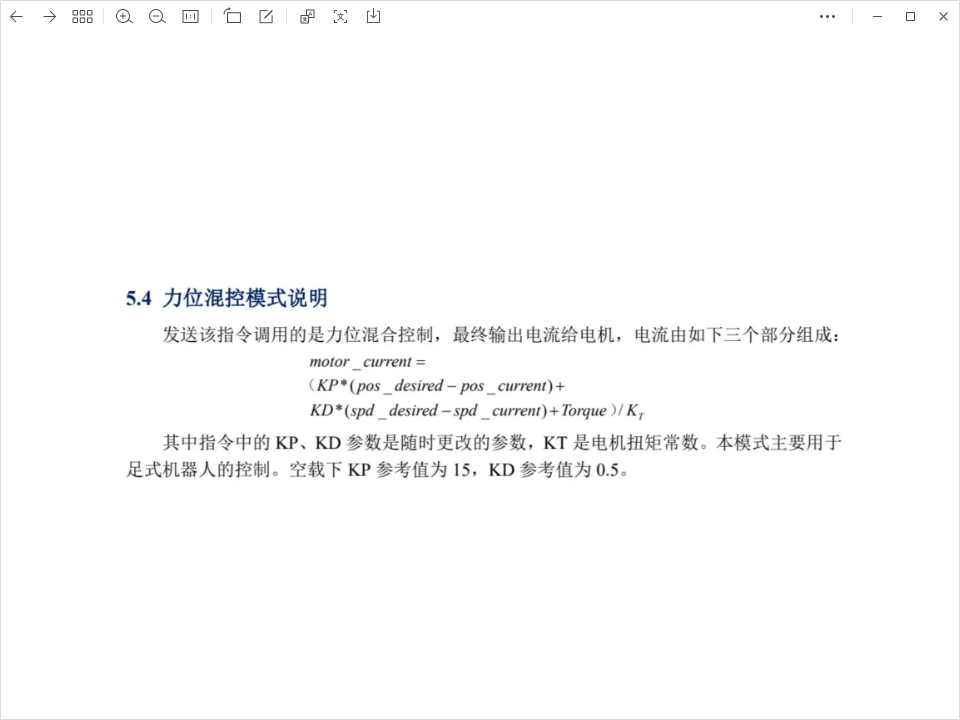 5.4 力位混控模式说明
发送该指令调用的是力位混合控制，最终输出电流给电机，电流由如下三个部分组成：
motor _ current =
（KP*(pos _ desired − pos _ current)+
KD*(spd _ desired − spd _ current)+Torque）/ K_T
其中指令中的 KP、KD 参数是随时更改的参数，KT 是电机扭矩常数。本模式主要用于
足式机器人的控制。空载下 KP 参考值为 15，KD 参考值为 0.5。